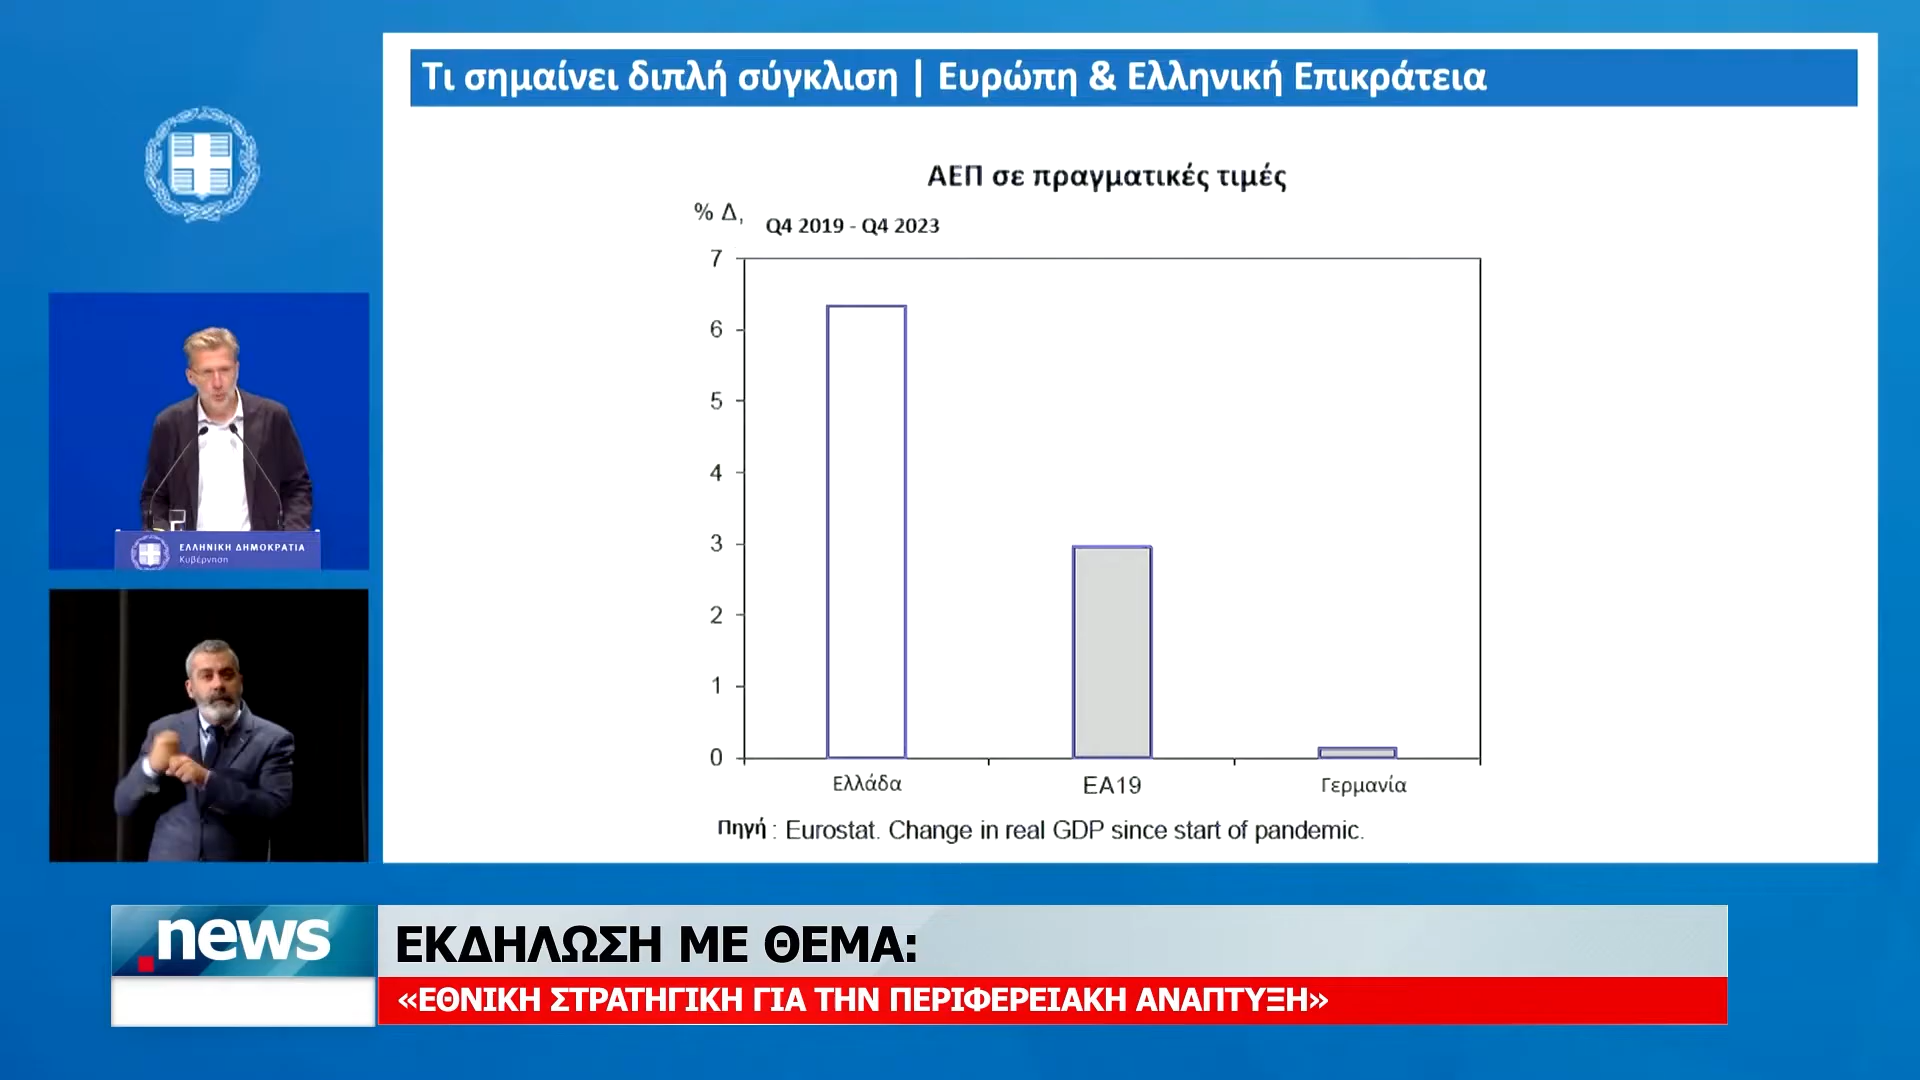 Τι σημαίνει διπλή σύγκλιση | Ευρώπη & Ελληνική Επικράτεια
ΑΕΠ σε πραγματικές τιμές
% Δ, Q4 2019 - Q4 2023
7
6
5
4
3
2
1
0
Ελλάδα EA19 Γερμανία
Πηγή : Eurostat. Change in real GDP since start of pandemic.
ΕΛΛΗΝΙΚΗ ΔΗΜΟΚΡΑΤΙΑ
Κυβέρνηση
.news
ΕΚΔΗΛΩΣΗ ΜΕ ΘΕΜΑ:
«ΕΘΝΙΚΗ ΣΤΡΑΤΗΓΙΚΗ ΓΙΑ ΤΗΝ ΠΕΡΙΦΕΡΕΙΑΚΗ ΑΝΑΠΤΥΞΗ»